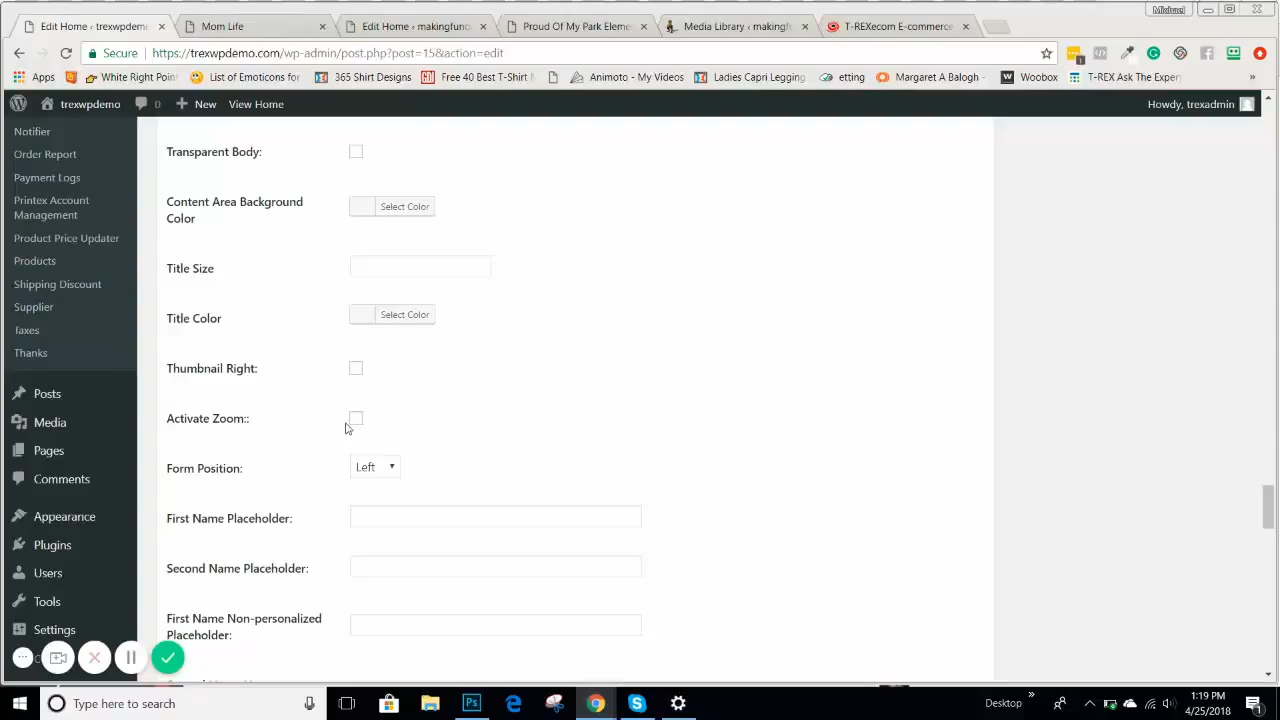 Michael
Edit Home ‹ trexwpdemo
Mom Life
Edit Home ‹ makingfund
Proud Of My Park Eleme
Media Library ‹ makingf
T-REXecom E-commerce
Secure
https://trexwpdemo.com/wp-admin/post.php?post=15&action=edit
Apps
White Right Poin
List of Emoticons for
365 Shirt Designs
Free 40 Best T-Shirt
Animoto - My Videos
Ladies Capri Legging
etting
Margaret A Balogh -
Woobox
T-REX Ask The Exper
»
trexwpdemo
0
New
View Home
Howdy, trexadmin
Notifier
Order Report
Payment Logs
Printex Account
Management
Product Price Updater
Products
Shipping Discount
Supplier
Taxes
Thanks
Posts
Media
Pages
Comments
Appearance
Plugins
Users
Tools
Settings
Transparent Body:
Content Area Background
Color
Select Color
Title Size
Title Color
Select Color
Thumbnail Right:
Activate Zoom::
Form Position:
Left
First Name Placeholder:
Second Name Placeholder:
First Name Non-personalized
Placeholder:
Type here to search
Ps
Desktop
»
1:19 PM
4/25/2018